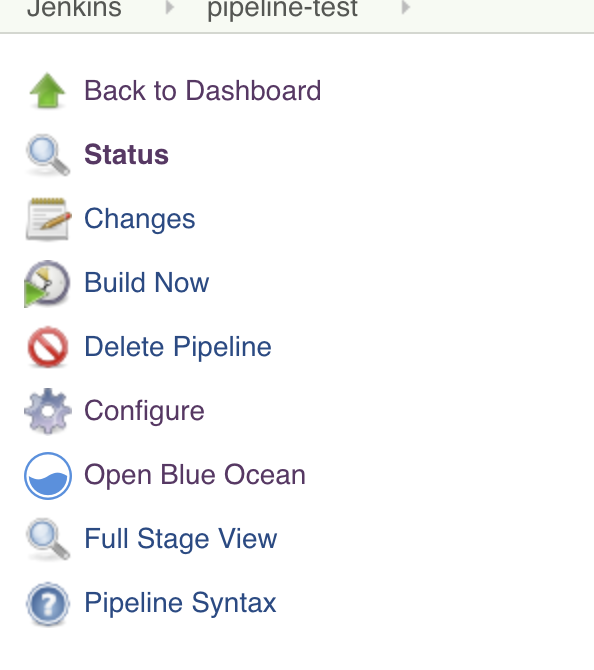 Jenkins pipeline-test
Back to Dashboard
Status
Changes
Build Now
Delete Pipeline
Configure
Open Blue Ocean
Full Stage View
Pipeline Syntax